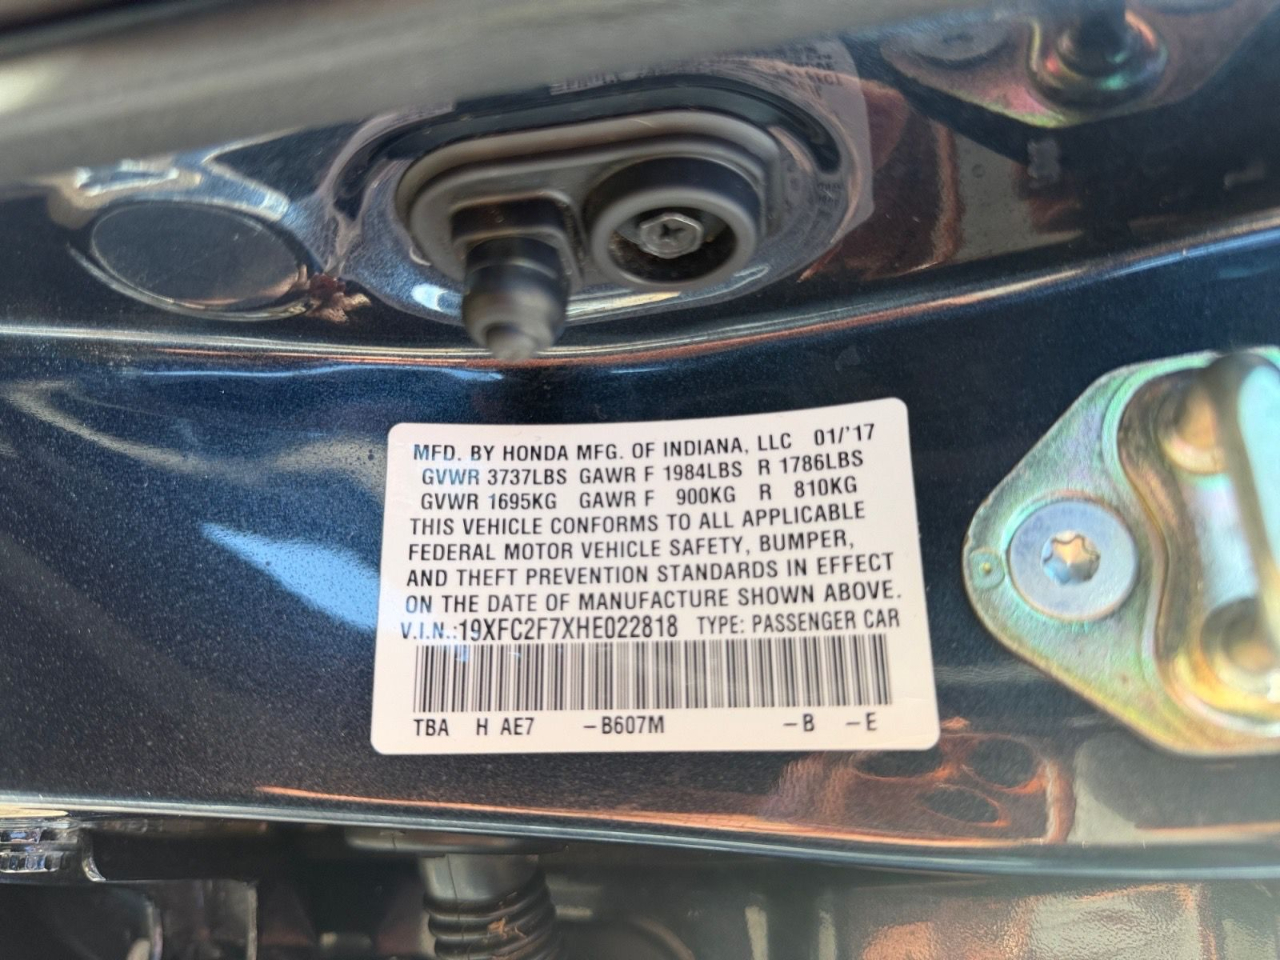 MFD. BY HONDA MFG. OF INDIANA, LLC 01/'17
GVWR 3737LBS GAWR F 1984LBS R 1786LBS
GVWR 1695KG GAWR F 900KG R 810KG
THIS VEHICLE CONFORMS TO ALL APPLICABLE
FEDERAL MOTOR VEHICLE SAFETY, BUMPER,
AND THEFT PREVENTION STANDARDS IN EFFECT
ON THE DATE OF MANUFACTURE SHOWN ABOVE.
V.I.N.:19XFC2F7XHE022818 TYPE: PASSENGER CAR
TBA H AE7 –B607M –B –E